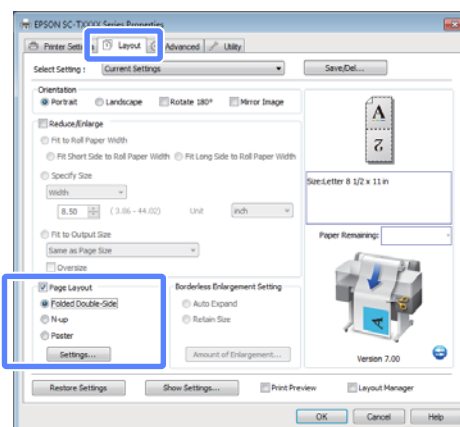 EPSON SC-TXXXX Series Properties
Printer Settings Layout Advanced Utility
Select Setting : Current Settings Save/Del...
Orientation
Portrait Landscape Rotate 180° Mirror Image
Reduce/Enlarge
Fit to Roll Paper Width
Fit Short Side to Roll Paper Width Fit Long Side to Roll Paper Width
Specify Size
Width
8.50 ( 3.86 - 44.02) Unit inch
Fit to Output Size
Same as Page Size
Oversize
A
2
Size:Letter 8 1/2 x 11 in
Paper Remaining:
Page Layout
Folded Double-Side
N-up
Poster
Settings...
Borderless Enlargement Setting
Auto Expand
Retain Size
Amount of Enlargement...
Version 7.00
Restore Settings Show Settings... Print Preview Layout Manager
OK Cancel Help